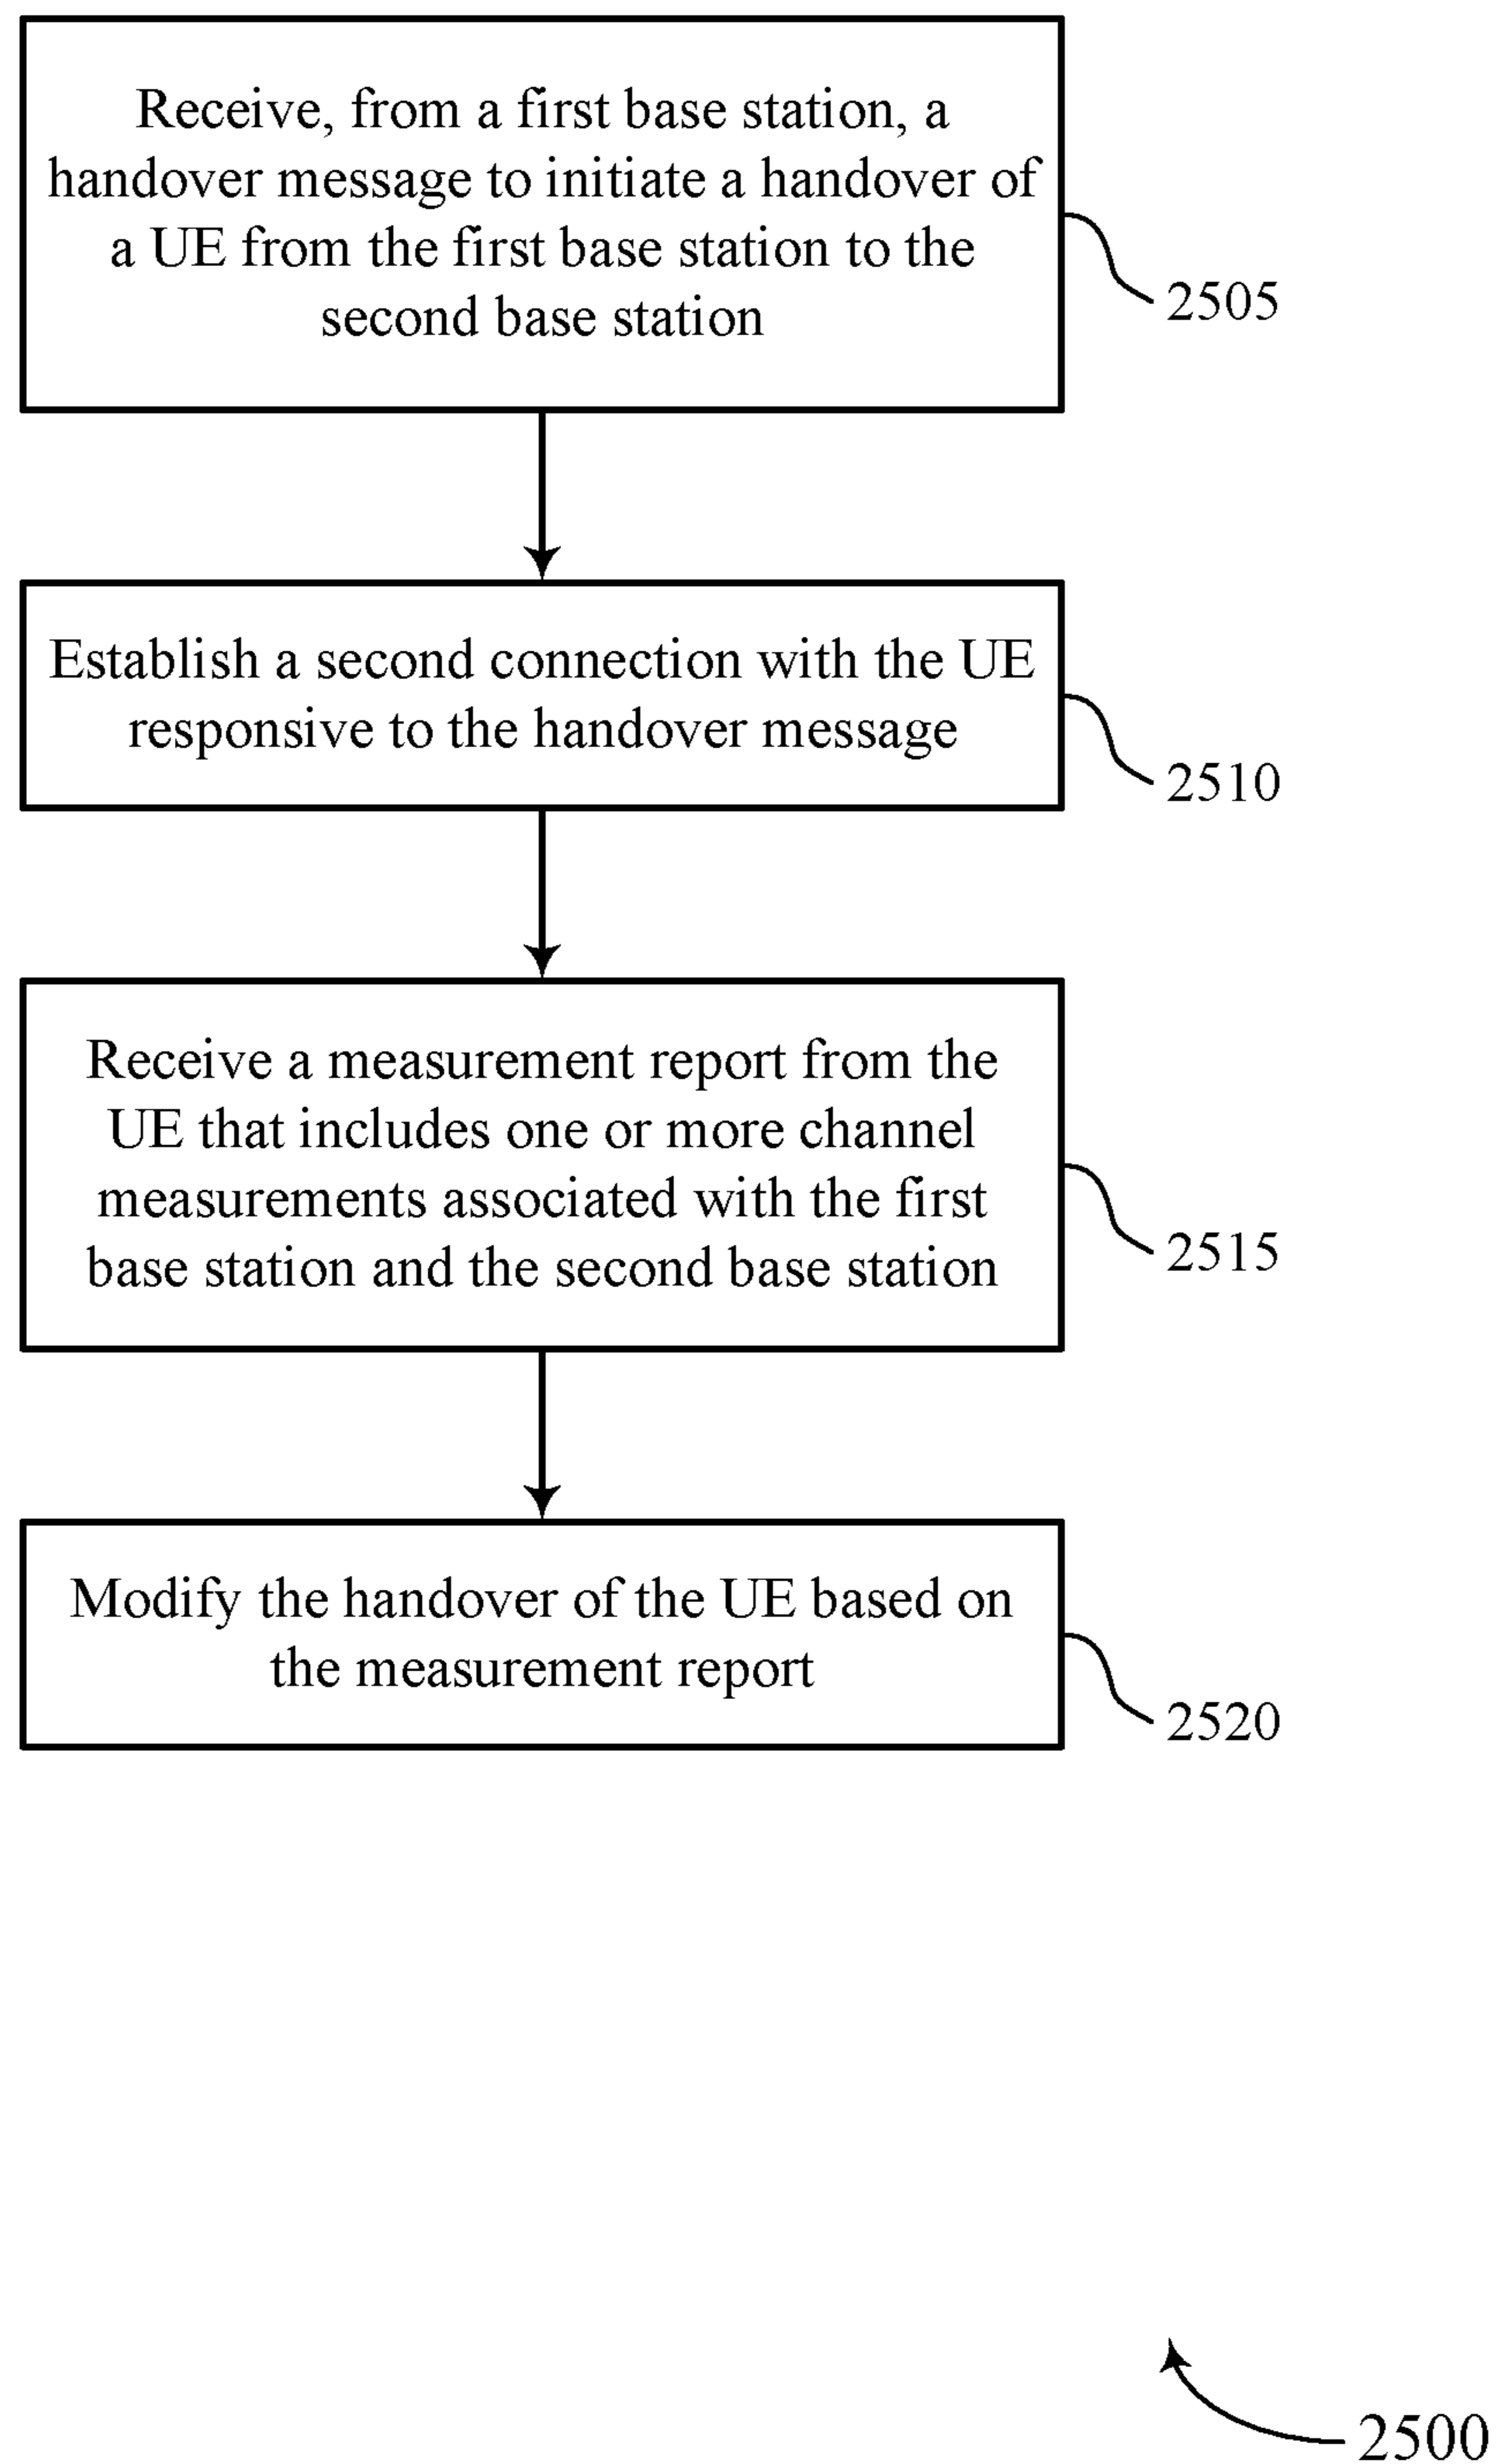 Receive, from a first base station, a
handover message to initiate a handover of
a UE from the first base station to the
second base station
2505
Establish a second connection with the UE
responsive to the handover message
2510
Receive a measurement report from the
UE that includes one or more channel
measurements associated with the first
base station and the second base station
2515
Modify the handover of the UE based on
the measurement report
2520
2500